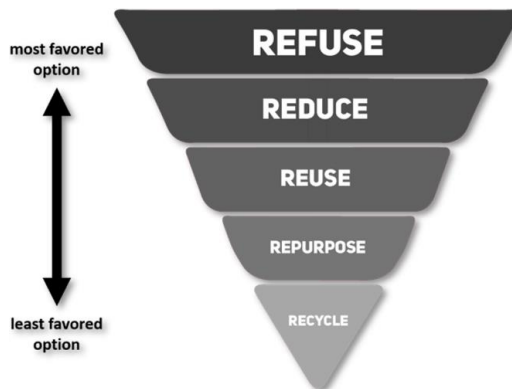 most favored
option
REFUSE
REDUCE
REUSE
REPURPOSE
RECYCLE
least favored
option